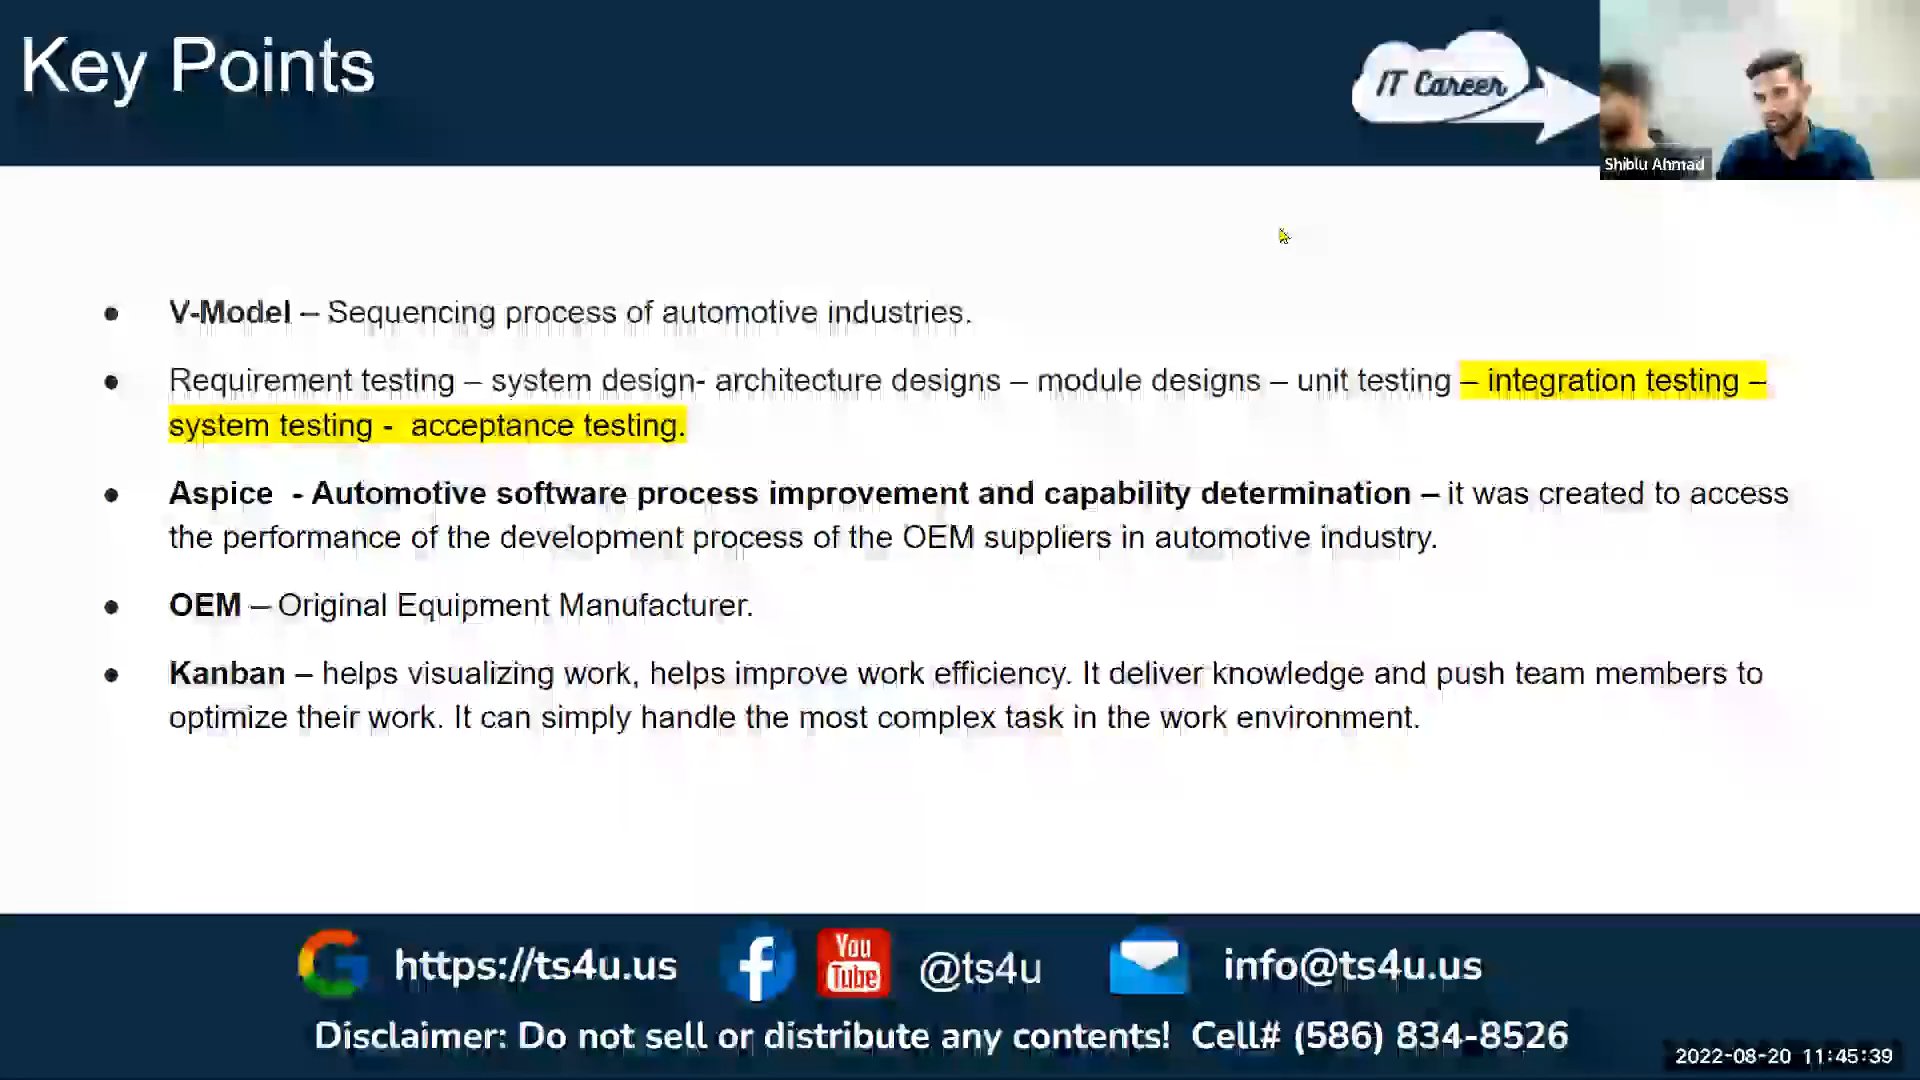 Key Points
IT Career
Shiblu Ahmad
• V-Model – Sequencing process of automotive industries.
• Requirement testing – system design- architecture designs – module designs – unit testing – integration testing –
system testing -  acceptance testing.
• Aspice  - Automotive software process improvement and capability determination – it was created to access
the performance of the development process of the OEM suppliers in automotive industry.
• OEM – Original Equipment Manufacturer.
• Kanban – helps visualizing work, helps improve work efficiency. It deliver knowledge and push team members to
optimize their work. It can simply handle the most complex task in the work environment.
https://ts4u.us You Tube @ts4u info@ts4u.us
Disclaimer: Do not sell or distribute any contents!  Cell# (586) 834-8526
2022-08-20 11:45:39